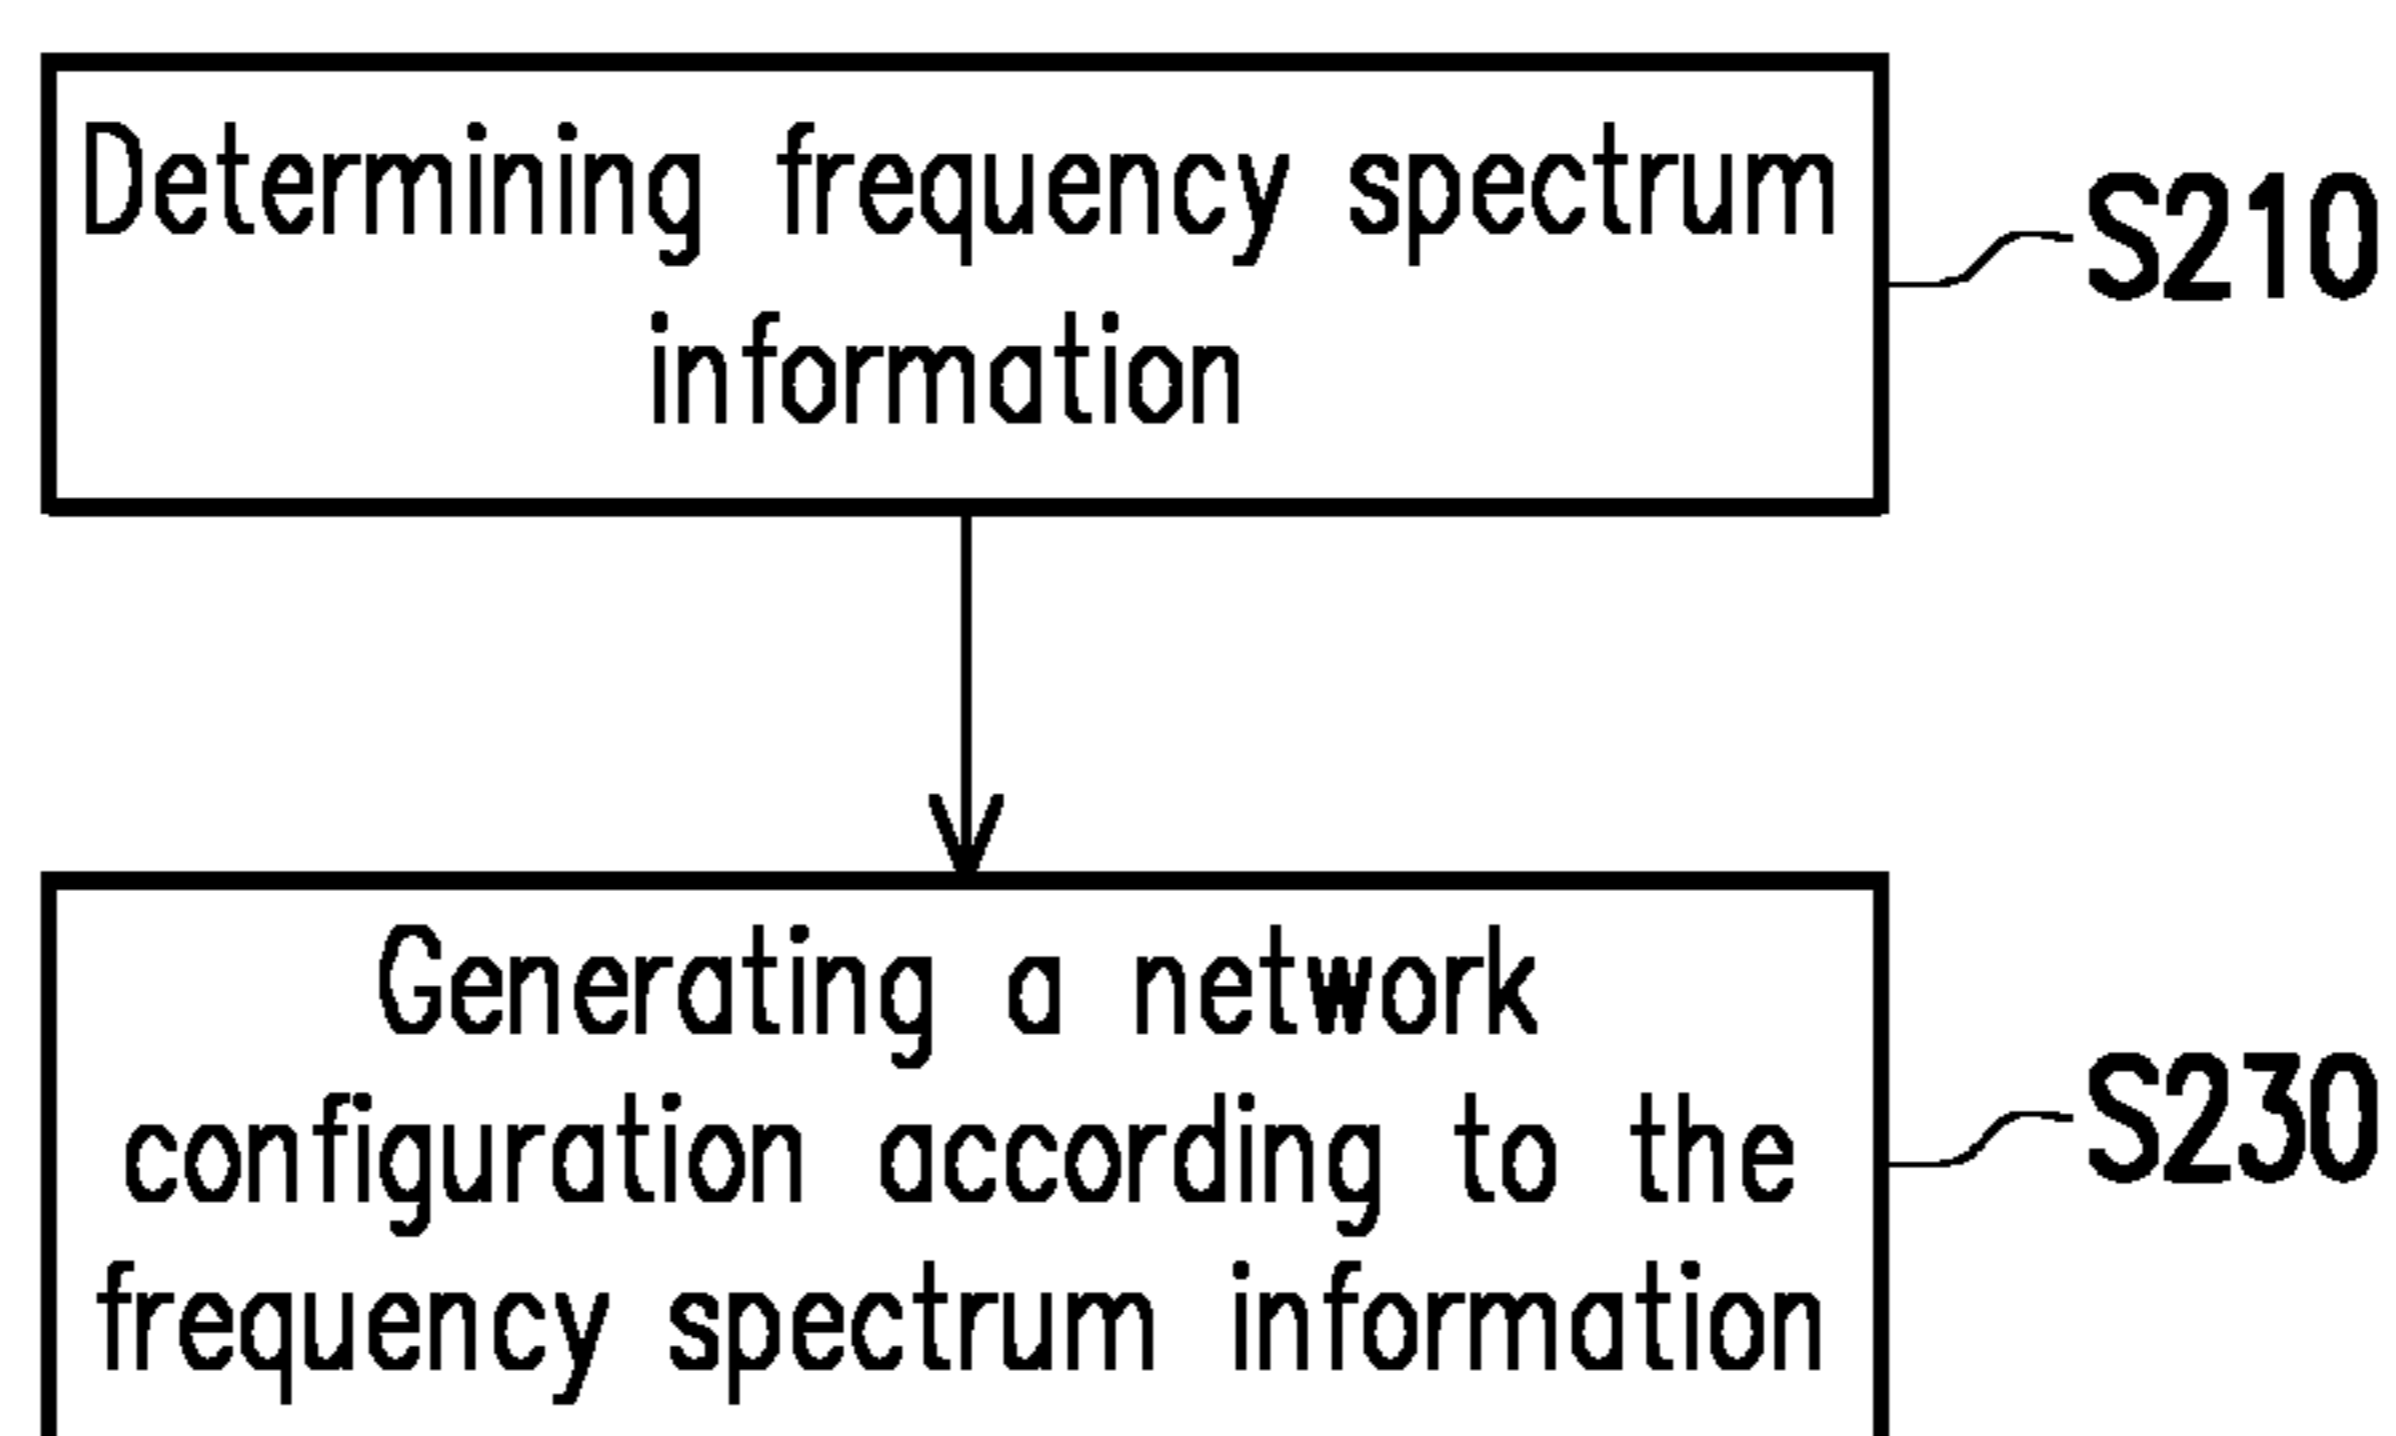 Determining frequency spectrum
information
S210
Generating a network
configuration according to the
frequency spectrum information
S230